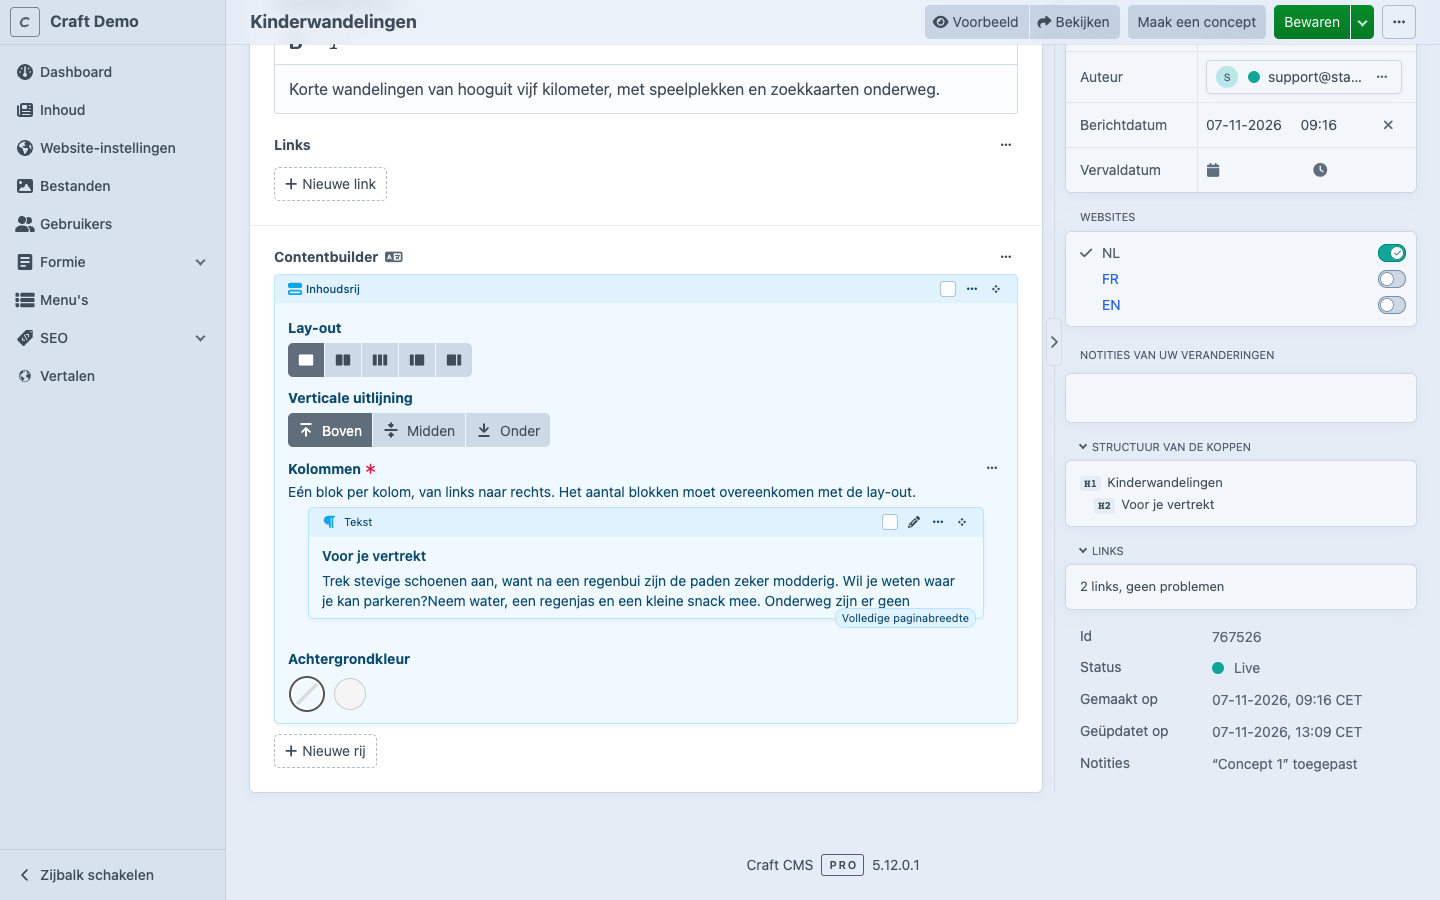 C
Craft Demo
Kinderwandelingen
Voorbeeld
Bekijken
Maak een concept
Bewaren
Dashboard
Inhoud
Website-instellingen
Bestanden
Gebruikers
Formie
Menu's
SEO
Vertalen
Zijbalk schakelen
Korte wandelingen van hooguit vijf kilometer, met speelplekken en zoekkaarten onderweg.
Links
Nieuwe link
Contentbuilder
Inhoudsrij
Lay-out
Verticale uitlijning
Boven
Midden
Onder
Kolommen *
Eén blok per kolom, van links naar rechts. Het aantal blokken moet overeenkomen met de lay-out.
Tekst
Voor je vertrekt
Trek stevige schoenen aan, want na een regenbui zijn de paden zeker modderig. Wil je weten waar
je kan parkeren?Neem water, een regenjas en een kleine snack mee. Onderweg zijn er geen
Volledige paginabreedte
Achtergrondkleur
Nieuwe rij
Auteur
S
support@sta...
Berichtdatum
07-11-2026
09:16
Vervaldatum
WEBSITES
NL
FR
EN
NOTITIES VAN UW VERANDERINGEN
STRUCTUUR VAN DE KOPPEN
H1 Kinderwandelingen
H2 Voor je vertrekt
LINKS
2 links, geen problemen
Id
767526
Status
Live
Gemaakt op
07-11-2026, 09:16 CET
Geüpdatet op
07-11-2026, 13:09 CET
Notities
“Concept 1” toegepast
Craft CMS PRO 5.12.0.1